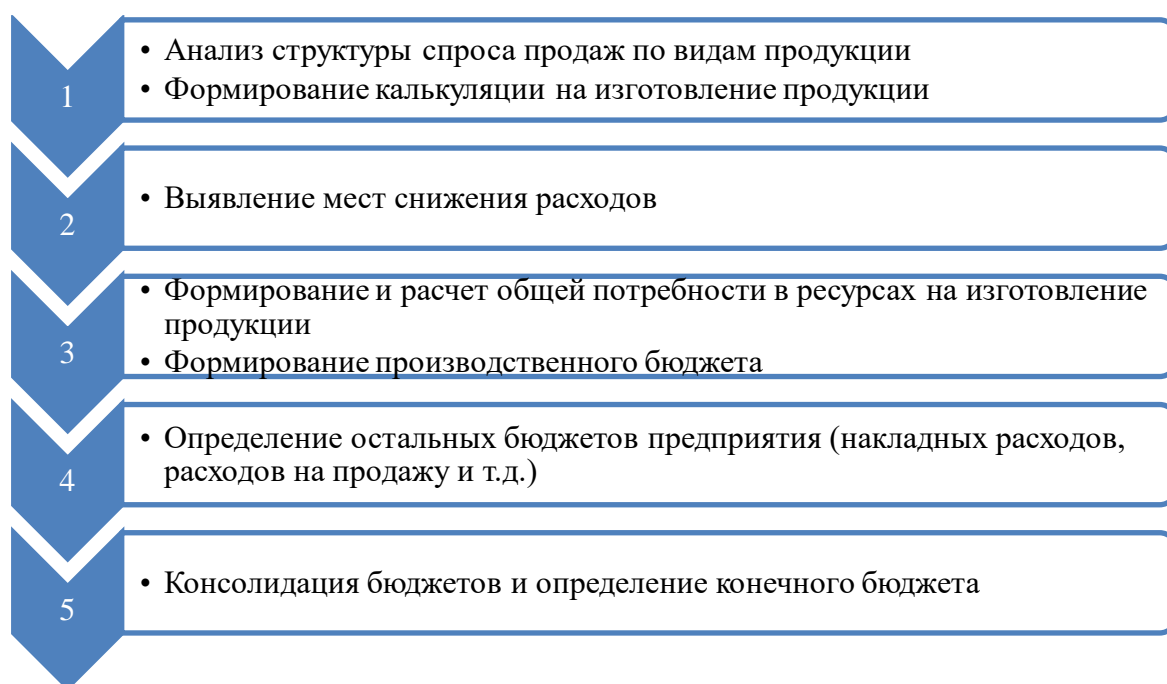 1
• Анализ структуры спроса продаж по видам продукции
• Формирование калькуляции на изготовление продукции
2
• Выявление мест снижения расходов
3
• Формирование и расчет общей потребности в ресурсах на изготовление
продукции
• Формирование производственного бюджета
4
• Определение остальных бюджетов предприятия (накладных расходов,
расходов на продажу и т.д.)
5
• Консолидация бюджетов и определение конечного бюджета